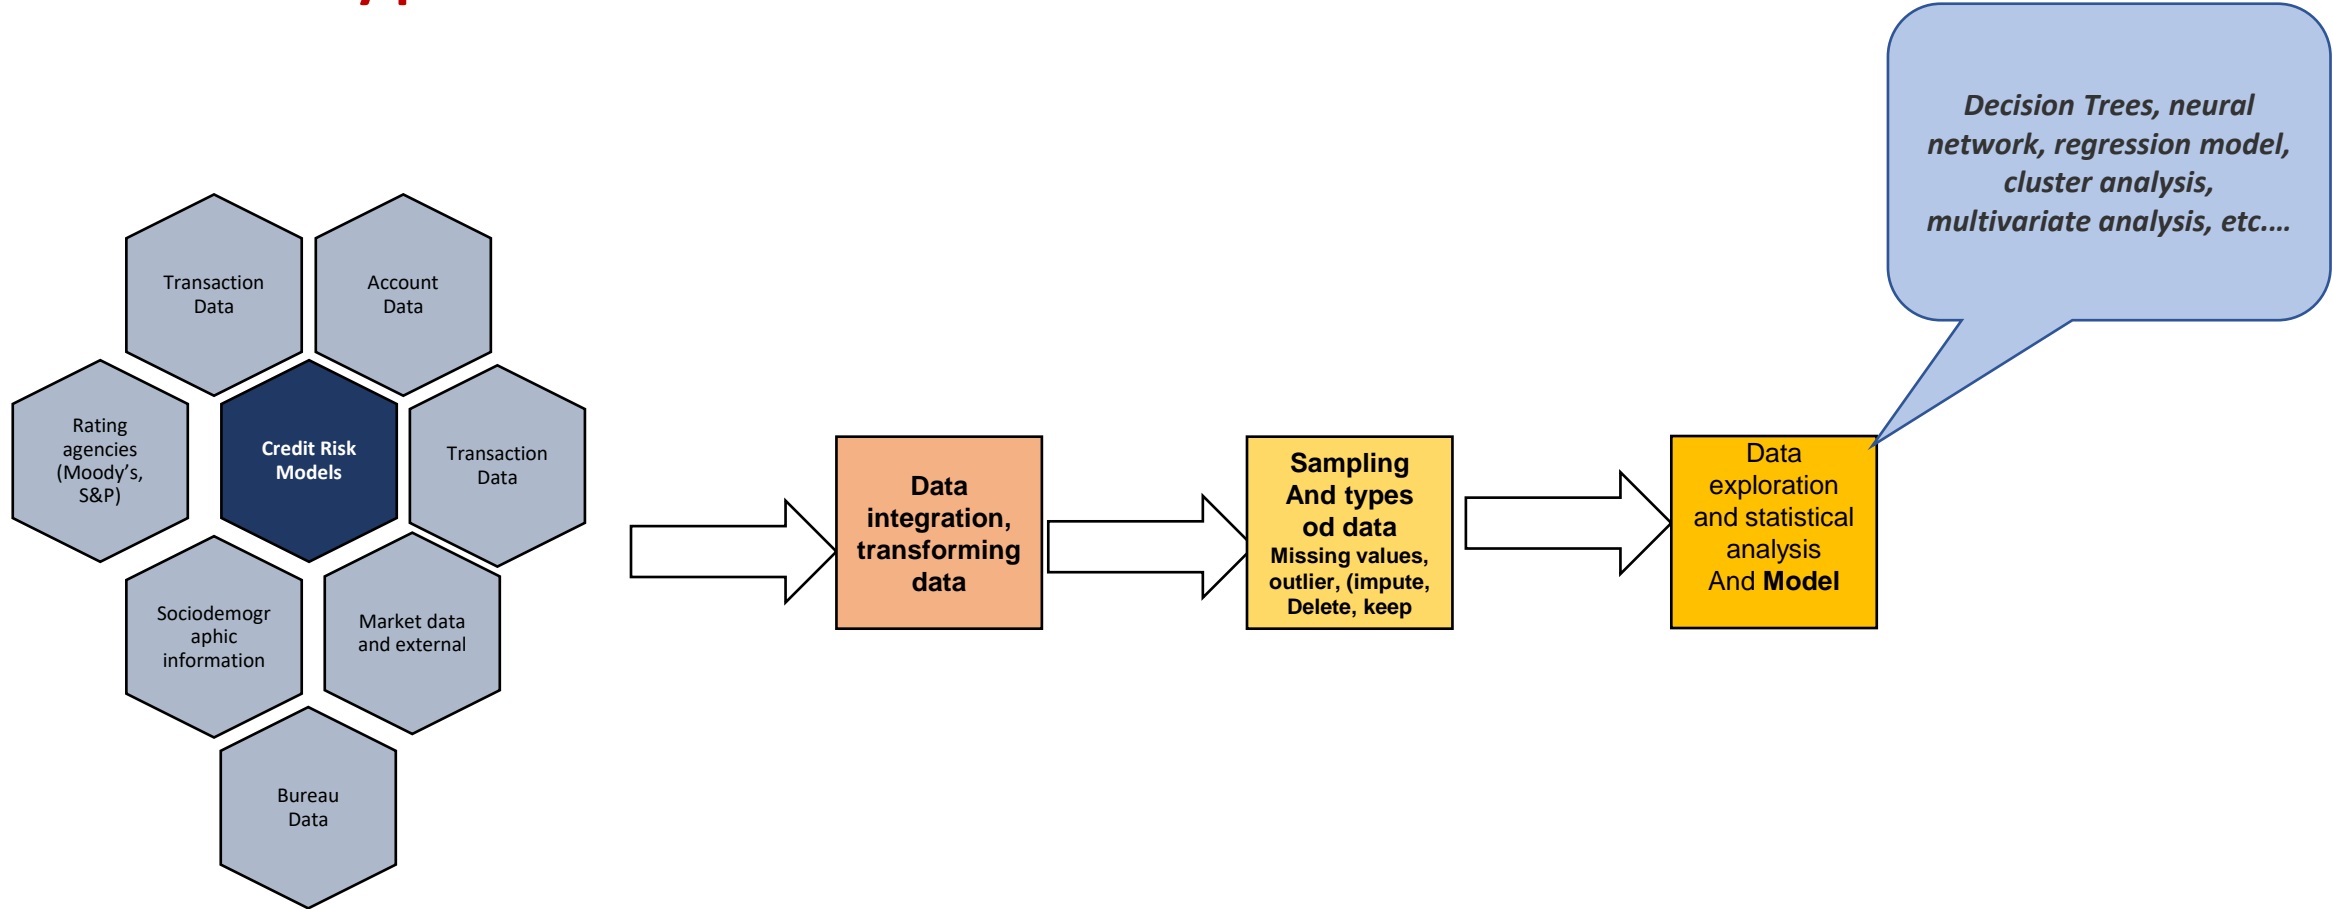 Transaction
Data
Account
Data
Rating
agencies
(Moody's,
S&P)
Credit Risk
Models
Transaction
Data
Sociodemogr
aphic
information
Market data
and external
Bureau
Data
Data
integration,
transforming
data
Sampling
And types
od data
Missing values,
outlier, (impute,
Delete, keep
Data
exploration
and statistical
analysis
And Model
Decision Trees, neural
network, regression model,
cluster analysis,
multivariate analysis, etc.…